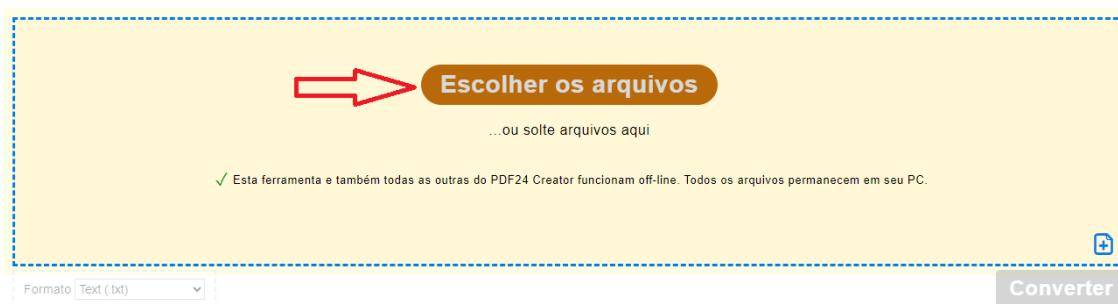 Escolher os arquivos
...ou solte arquivos aqui
✓ Esta ferramenta e também todas as outras do PDF24 Creator funcionam off-line. Todos os arquivos permanecem em seu PC.
Formato Text (.txt)
Converter